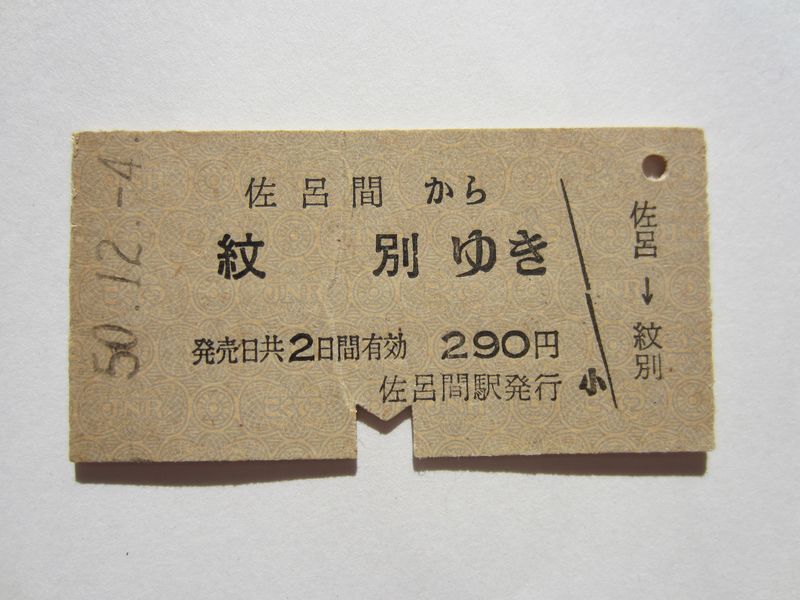 50.12.-4.
佐呂間 から
紋別 ゆき
発売日共2日間有効 290円
佐呂間駅発行
小
佐呂→紋別